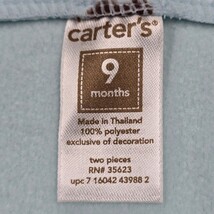 carter's
9
months
Made in Thailand
100% polyester
exclusive of decoration
two pieces
RN# 35623
upc 7 16042 43988 2